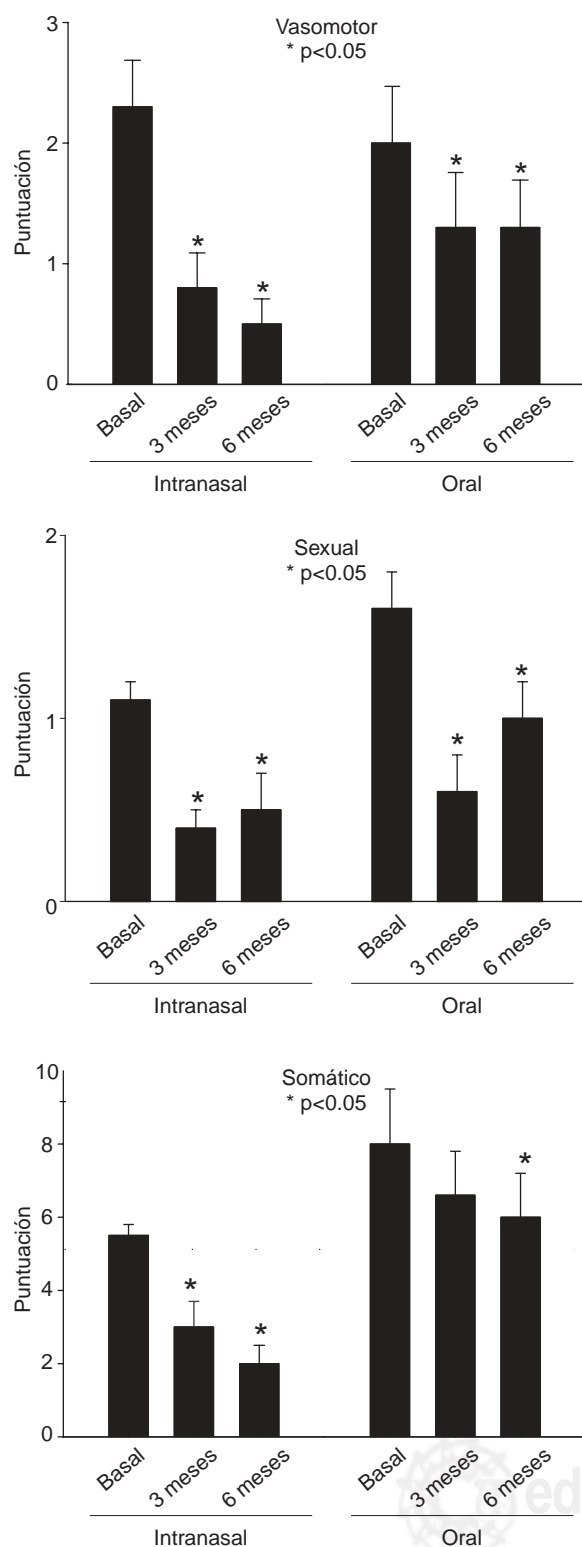 Vasomotor
* p<0.05
Puntuación
3
2
1
0
* * * *
Basal 3 meses 6 meses Basal 3 meses 6 meses
Intranasal Oral
Sexual
* p<0.05
Puntuación
2
1
0
* * * *
Basal 3 meses 6 meses Basal 3 meses 6 meses
Intranasal Oral
Somático
* p<0.05
Puntuación
10
8
6
4
2
0
* * *
Basal 3 meses 6 meses Basal 3 meses 6 meses
Intranasal Oral
ed